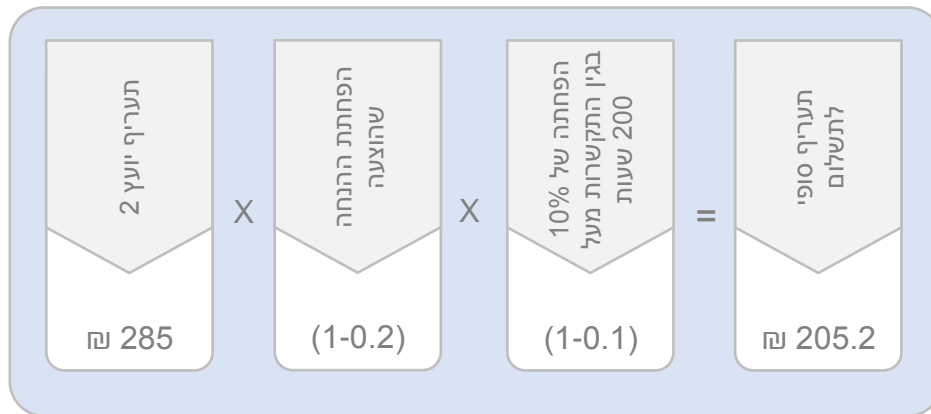 תעריף יועץ 2
285 ₪
X
הפחתת ההנחה
שהוצעה
(1-0.2)
X
הפחתה של 10%
בגין התקשרות מעל
200 שעות
(1-0.1)
=
תעריף סופי
לתשלום
205.2 ₪